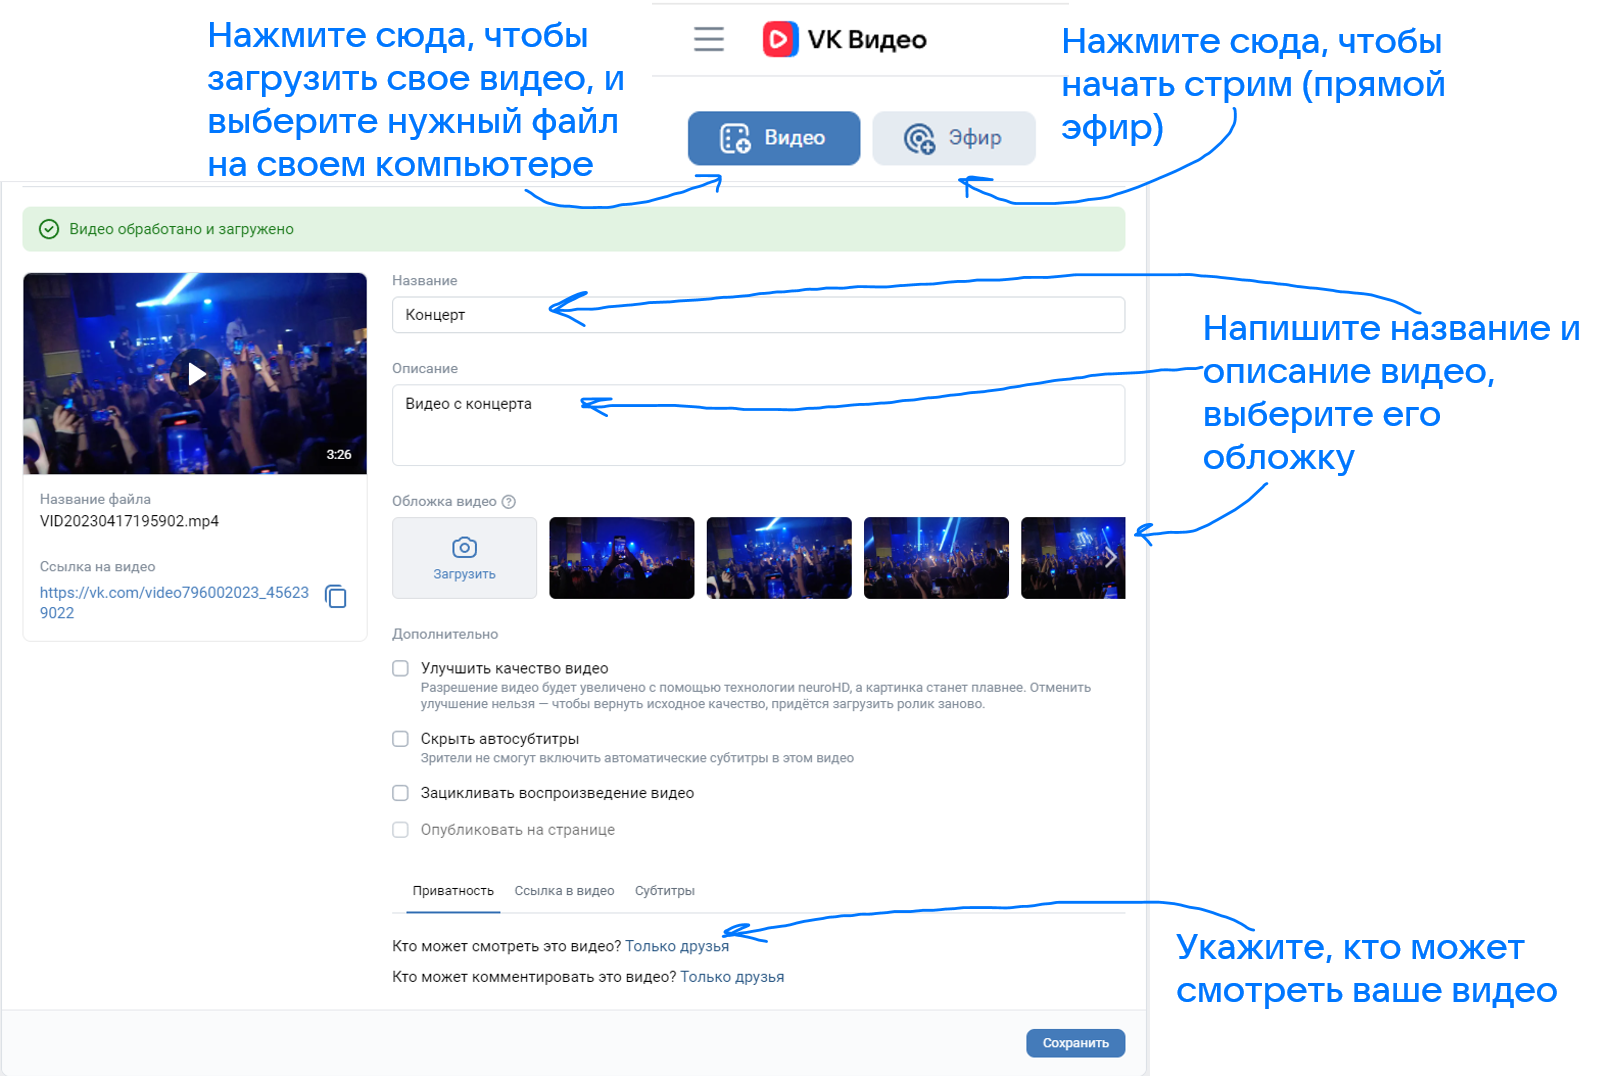 Нажмите сюда, чтобы
загрузить свое видео, и
выберите нужный файл
на своем компьютере
VK Видео
Видео
Эфир
Нажмите сюда, чтобы
начать стрим (прямой
эфир)
Видео обработано и загружено
3:26
Название файла
VID20230417195902.mp4
Ссылка на видео
https://vk.com/video796002023_45623
9022
Название
Концерт
Описание
Видео с концерта
Напишите название и
описание видео,
выберите его
обложку
Обложка видео ?
Загрузить
Дополнительно
Улучшить качество видео
Разрешение видео будет увеличено с помощью технологии neuroHD, а картинка станет плавнее. Отменить
улучшение нельзя — чтобы вернуть исходное качество, придётся загрузить ролик заново.
Скрыть автосубтитры
Зрители не смогут включить автоматические субтитры в этом видео
Зацикливать воспроизведение видео
Опубликовать на странице
Приватность Ссылка в видео Субтитры
Кто может смотреть это видео? Только друзья
Кто может комментировать это видео? Только друзья
Укажите, кто может
смотреть ваше видео
Сохранить